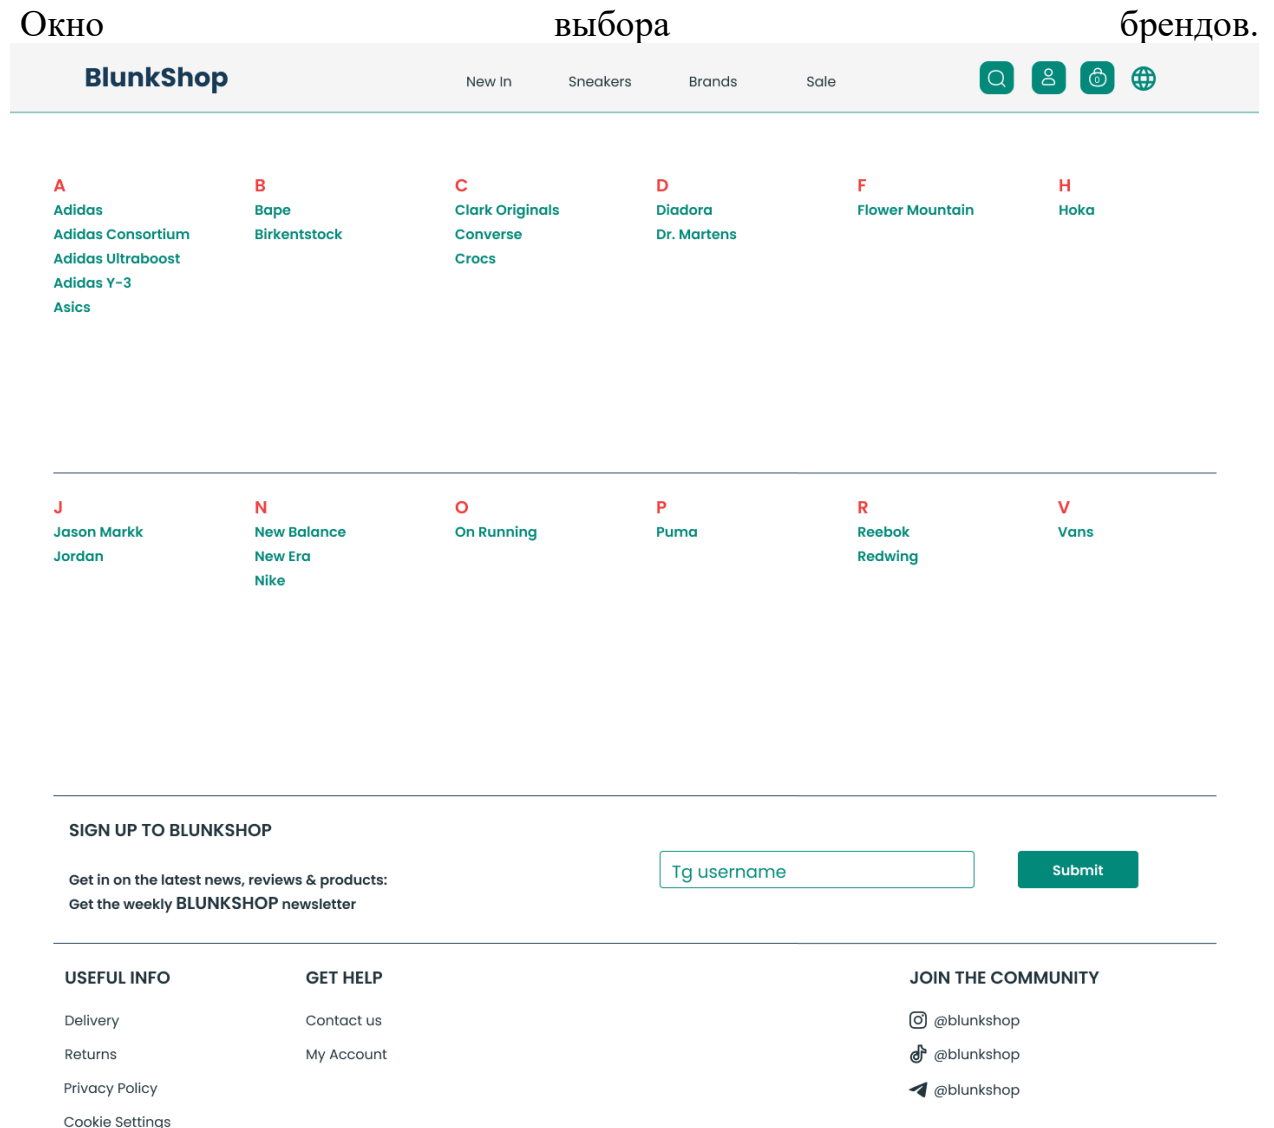 Окно выбора брендов.
BlunkShop New In Sneakers Brands Sale 0
A
Adidas
Adidas Consortium
Adidas Ultraboost
Adidas Y-3
Asics
B
Bape
Birkentstock
C
Clark Originals
Converse
Crocs
D
Diadora
Dr. Martens
F
Flower Mountain
H
Hoka
J
Jason Markk
Jordan
N
New Balance
New Era
Nike
O
On Running
P
Puma
R
Reebok
Redwing
V
Vans
SIGN UP TO BLUNKSHOP
Get in on the latest news, reviews & products:
Get the weekly BLUNKSHOP newsletter
Tg username
Submit
USEFUL INFO
Delivery
Returns
Privacy Policy
Cookie Settings
GET HELP
Contact us
My Account
JOIN THE COMMUNITY
@blunkshop
@blunkshop
@blunkshop